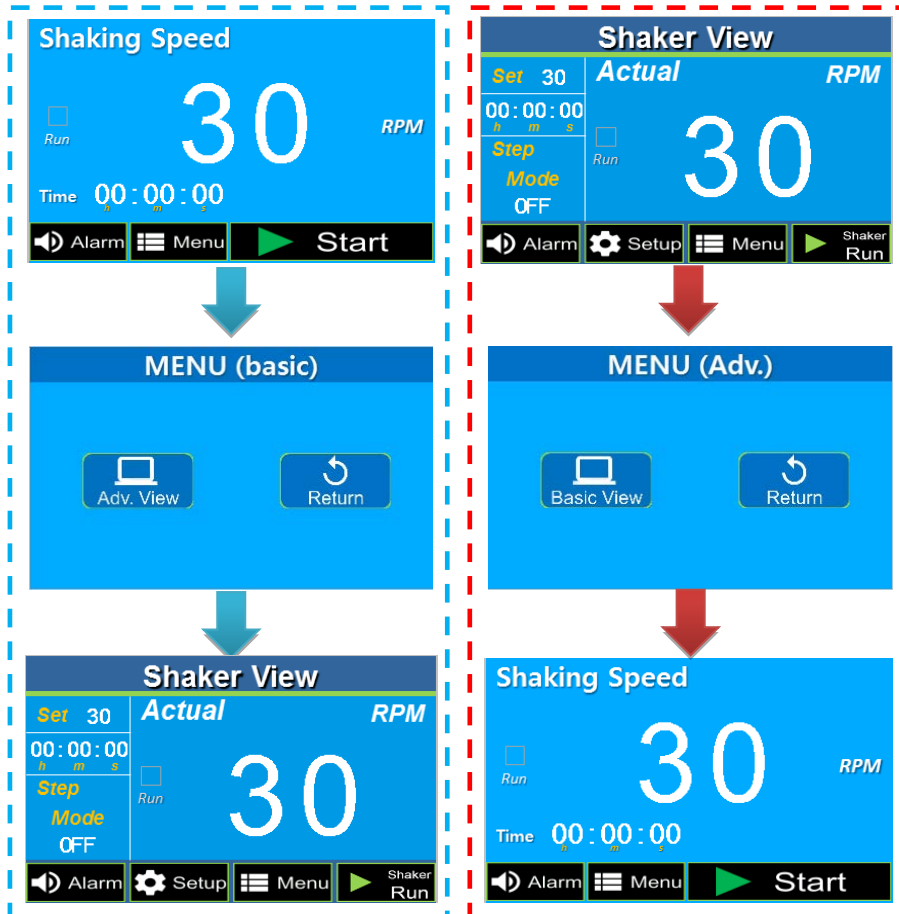 Shaking Speed
30
Run
RPM
Time 00:00:00
h m s
Alarm Menu Start
MENU (basic)
Adv. View Return
Shaker View
Set 30 Actual RPM
00:00:00
h m s
Step
Mode
OFF
Run
30
Alarm Setup Menu Shaker Run
Shaker View
Set 30 Actual RPM
00:00:00
h m s
Step
Mode
OFF
Run
30
Alarm Setup Menu Shaker Run
MENU (Adv.)
Basic View Return
Shaking Speed
30
Run
RPM
Time 00:00:00
h m s
Alarm Menu Start